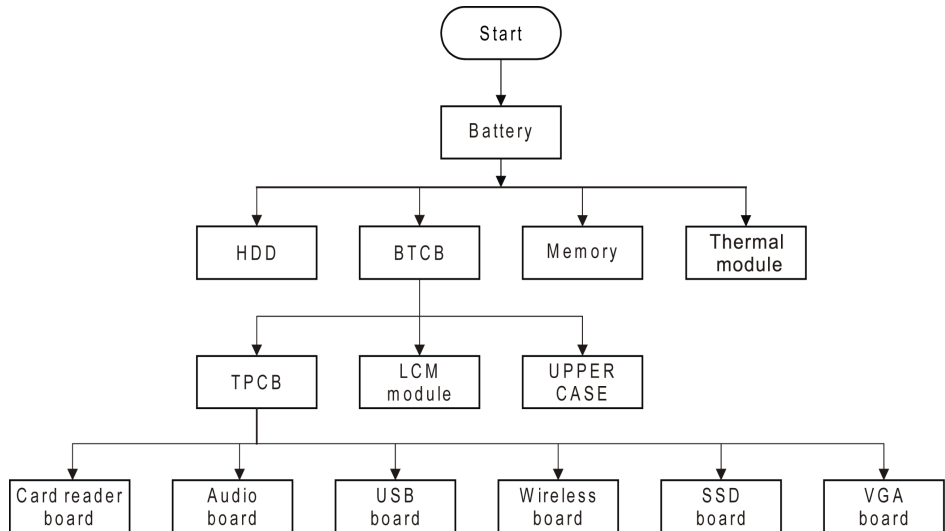 Start
Battery
HDD
BTCB
Memory
Thermal
module
TPCB
LCM
module
UPPER
CASE
Card reader
board
Audio
board
USB
board
Wireless
board
SSD
board
VGA
board